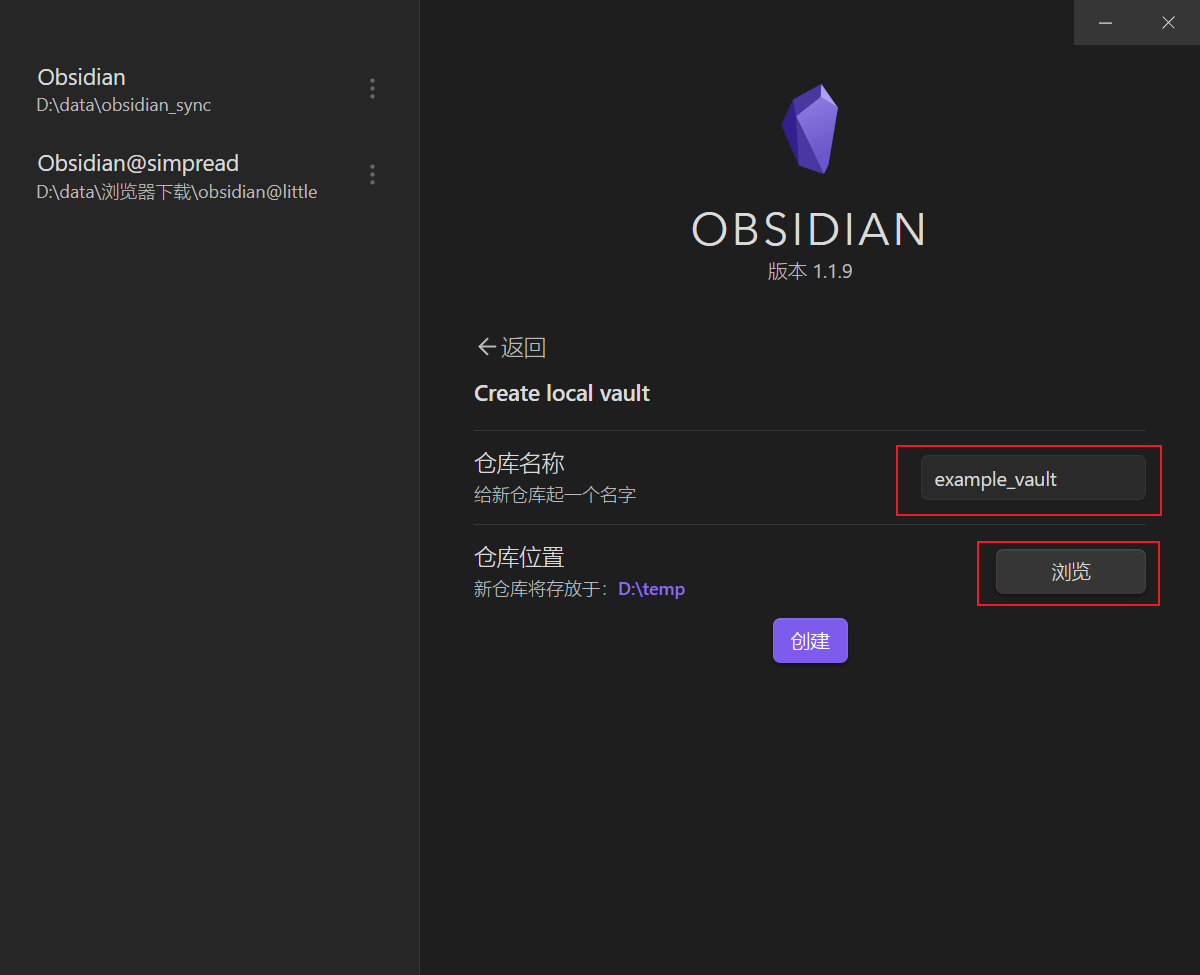 Obsidian
D:\data\obsidian_sync
Obsidian@simpread
D:\data\浏览器下载\obsidian@little
OBSIDIAN
版本 1.1.9
返回
Create local vault
仓库名称
给新仓库起一个名字
example_vault
仓库位置
新仓库将存放于：D:\temp
浏览
创建